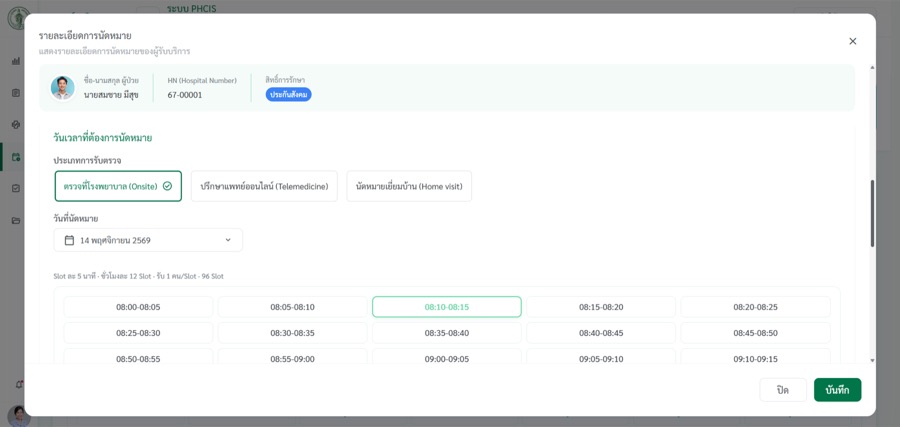 ระบบ PHCIS
รายละเอียดการนัดหมาย
แสดงรายละเอียดการนัดหมายของผู้รับบริการ
ชื่อ-นามสกุล ผู้ป่วย
นายสมชาย มีสุข
HN (Hospital Number)
67-00001
สิทธิ์การรักษา
ประกันสังคม
วันเวลาที่ต้องการนัดหมาย
ประเภทการรับตรวจ
ตรวจที่โรงพยาบาล (Onsite) ปรึกษาแพทย์ออนไลน์ (Telemedicine) นัดหมายเยี่ยมบ้าน (Home visit)
วันที่นัดหมาย
14 พฤศจิกายน 2569
Slot ละ 5 นาที · ชั่วโมงละ 12 Slot · รับ 1 คน/Slot · 96 Slot
08:00-08:05 08:05-08:10 08:10-08:15 08:15-08:20 08:20-08:25
08:25-08:30 08:30-08:35 08:35-08:40 08:40-08:45 08:45-08:50
08:50-08:55 08:55-09:00 09:00-09:05 09:05-09:10 09:10-09:15
ปิด บันทึก